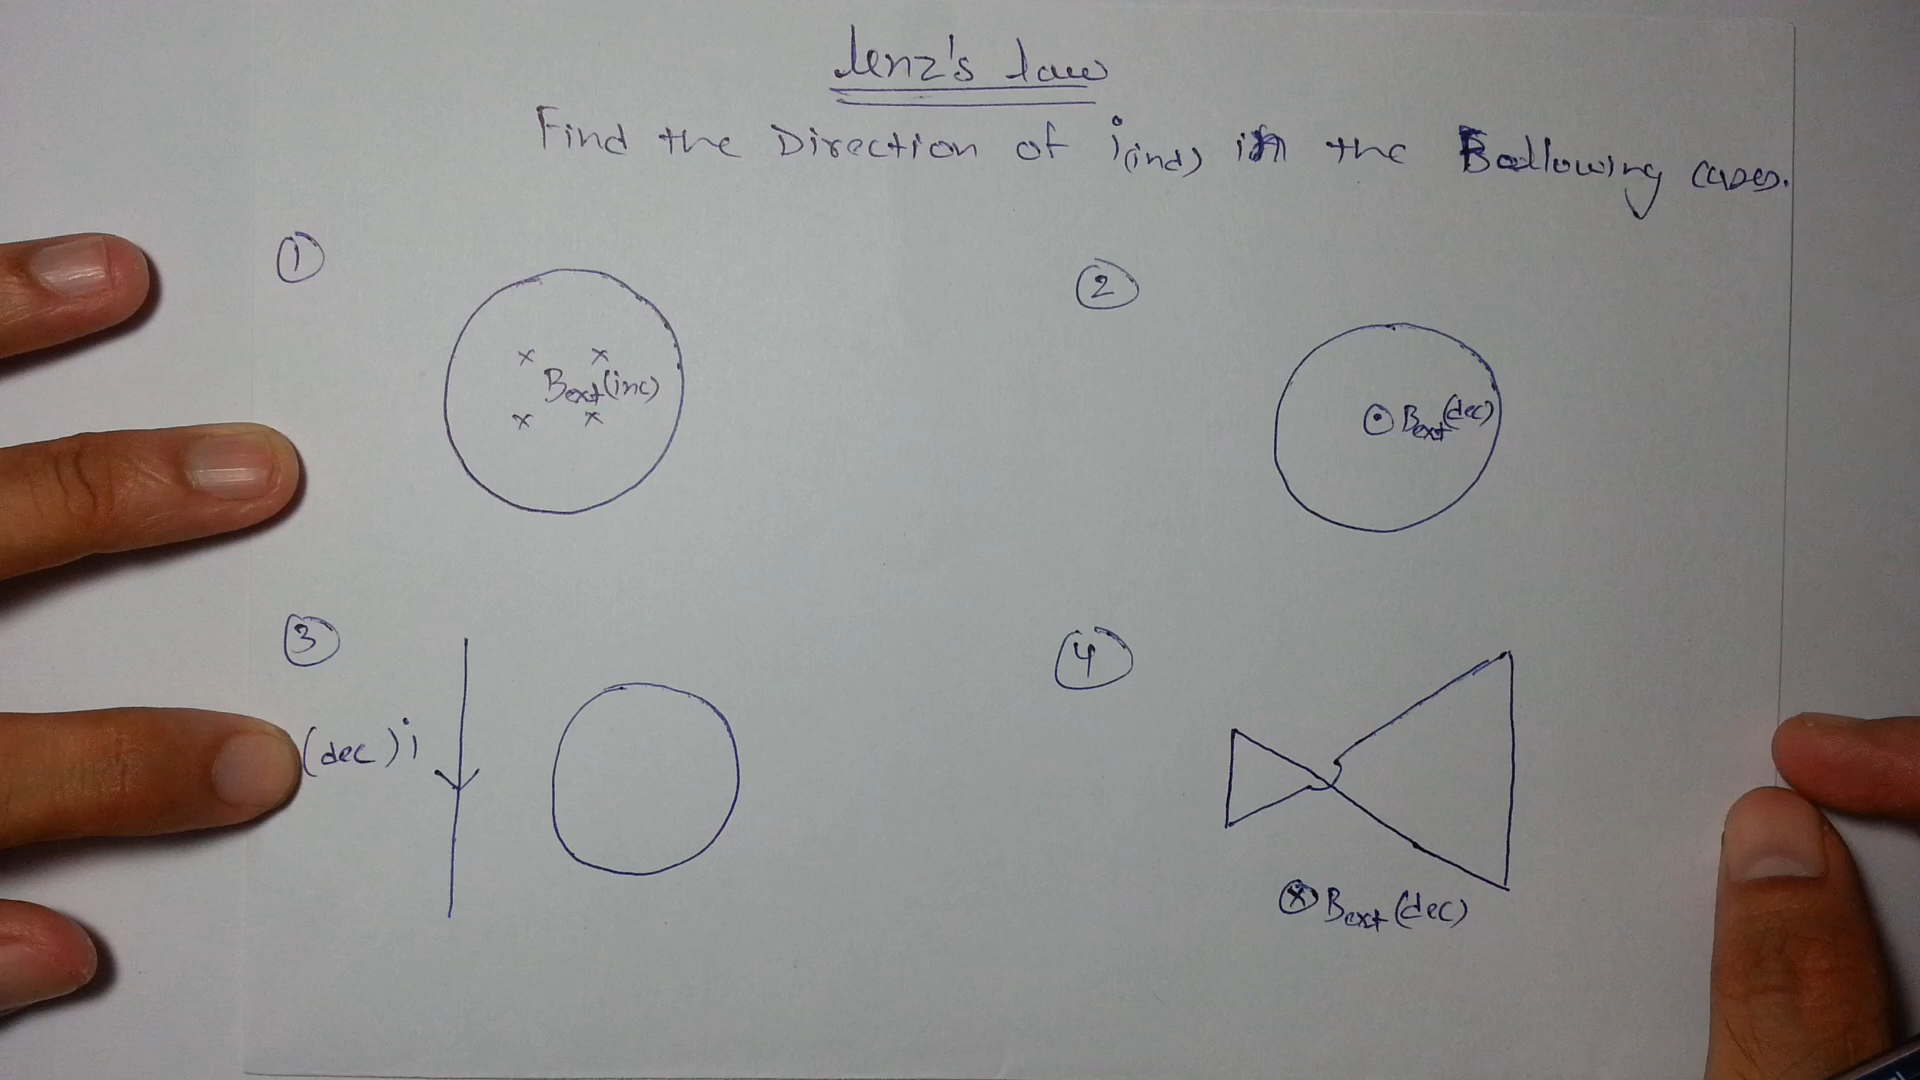 Lenz's law
Find the Direction of i(ind) in the Following cases.
①
x x
Bext(inc)
x x
②
⊙ Bext(dec)
③
(dec) i
④
⊗ Bext (dec)